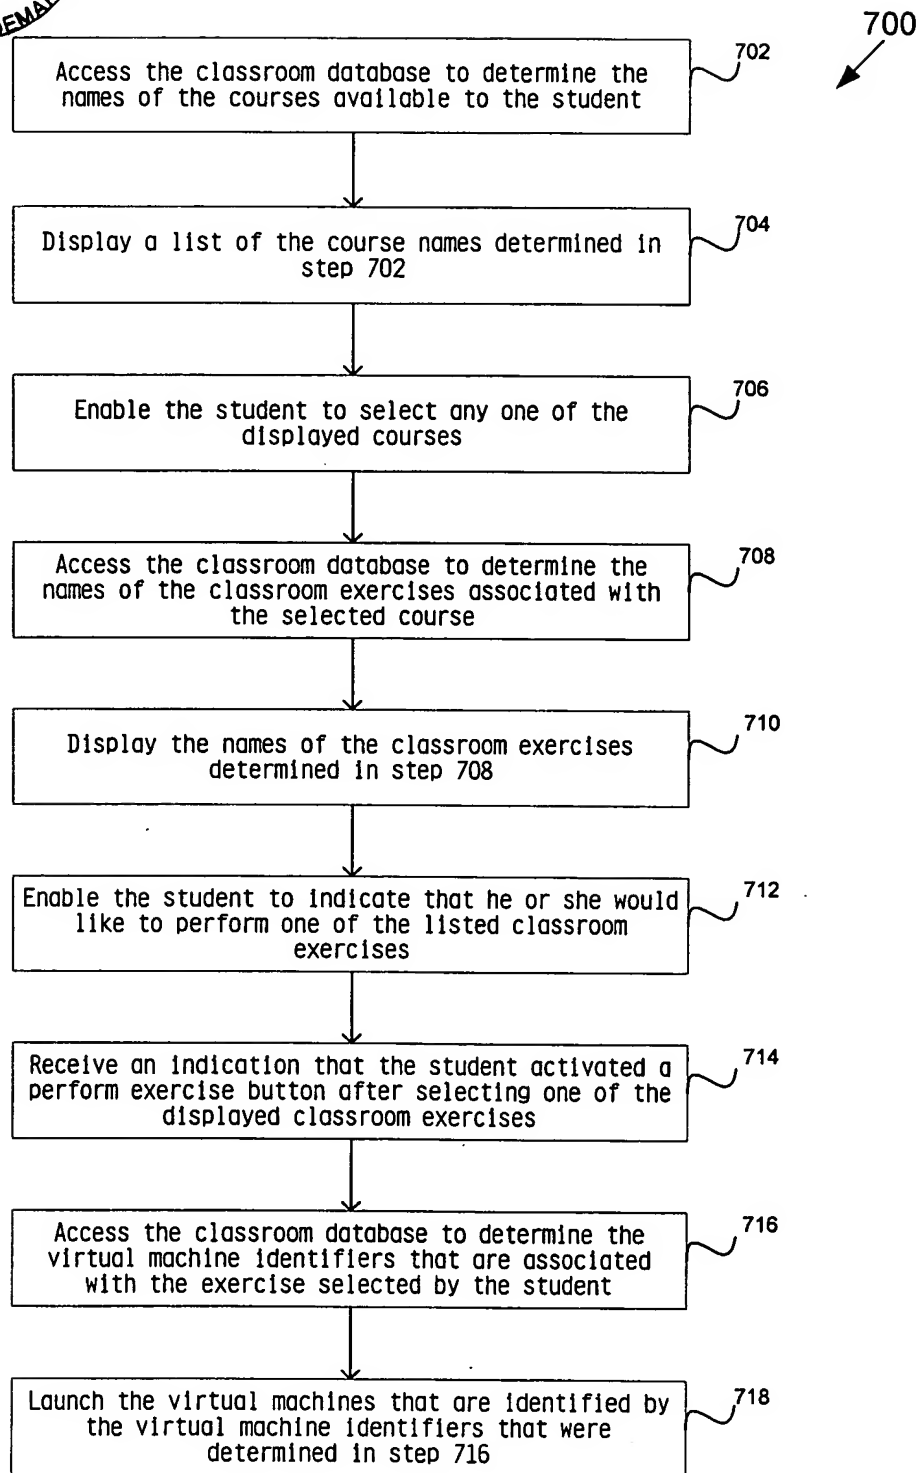 700
Access the classroom database to determine the
names of the courses available to the student
702
Display a list of the course names determined in
step 702
704
Enable the student to select any one of the
displayed courses
706
Access the classroom database to determine the
names of the classroom exercises associated with
the selected course
708
Display the names of the classroom exercises
determined in step 708
710
Enable the student to indicate that he or she would
like to perform one of the listed classroom
exercises
712
Receive an indication that the student activated a
perform exercise button after selecting one of the
displayed classroom exercises
714
Access the classroom database to determine the
virtual machine identifiers that are associated
with the exercise selected by the student
716
Launch the virtual machines that are identified by
the virtual machine identifiers that were
determined in step 716
718